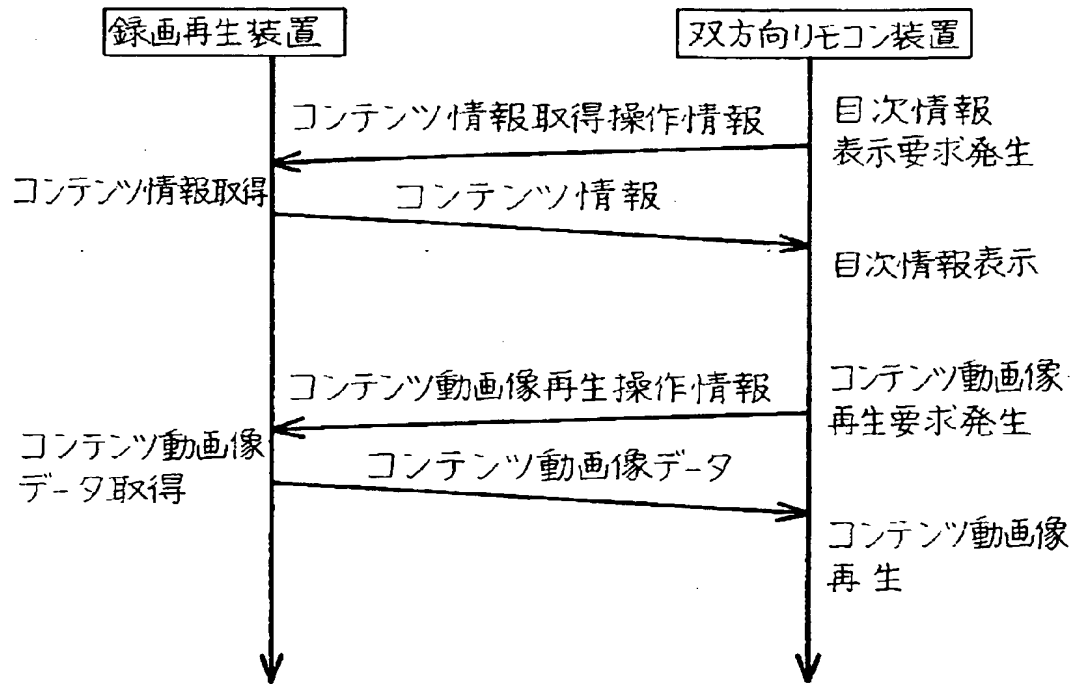 録画再生装置
双方向リモコン装置
コンテンツ情報取得操作情報
目次情報
表示要求発生
コンテンツ情報取得
コンテンツ情報
目次情報表示
コンテンツ動画像再生操作情報
コンテンツ動画像
再生要求発生
コンテンツ動画像
データ取得
コンテンツ動画像データ
コンテンツ動画像
再生